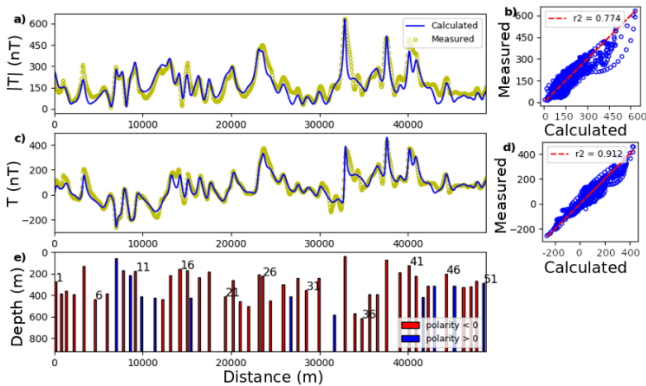 a)
Calculated
Measured
|T| (nT)
600
450
300
150
0
0 10000 20000 30000 40000
b)
r2 = 0.774
Measured
600
450
300
150
0
0 150 300 450 600
Calculated
c)
T (nT)
400
200
0
−200
0 10000 20000 30000 40000
d)
r2 = 0.912
Measured
400
200
0
−200
−200 0 200 400
Calculated
e)
Depth (m)
0
200
400
600
800
1 6 11 16 21 26 31 36 41 46 51
polarity < 0
polarity > 0
0 10000 20000 30000 40000
Distance (m)